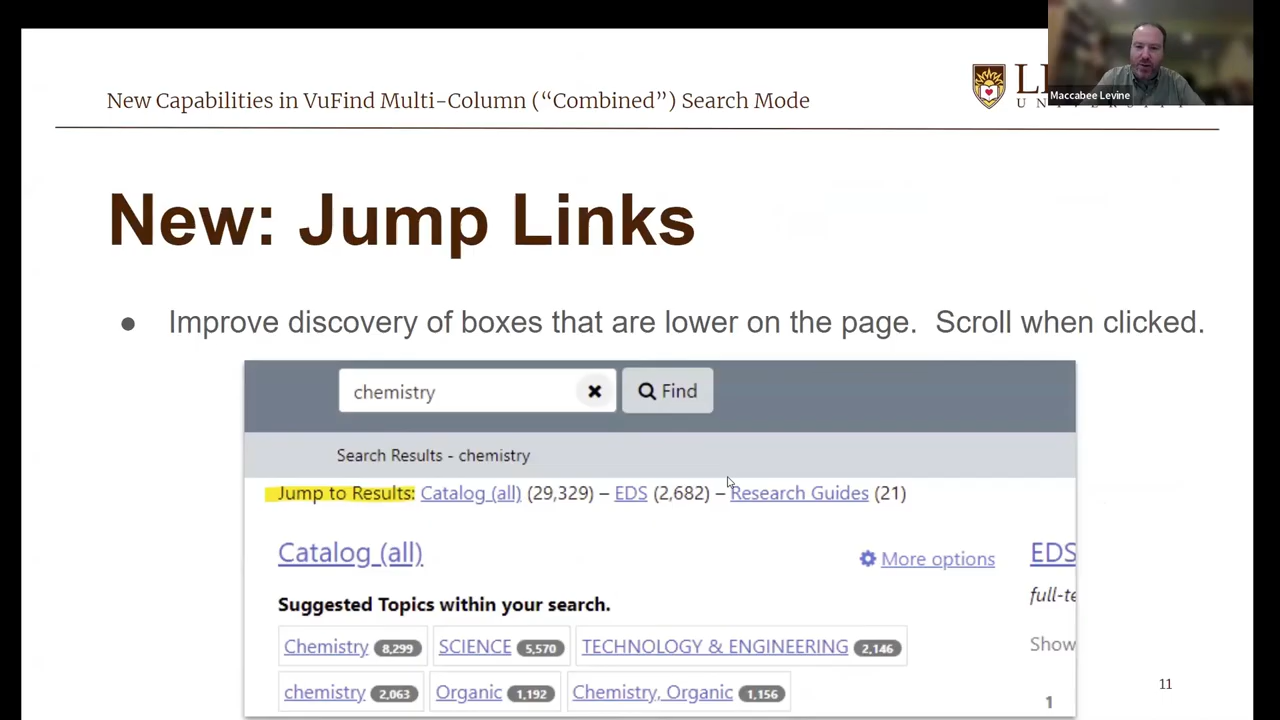 New Capabilities in VuFind Multi-Column (“Combined”) Search Mode
Maccabee Levine
New: Jump Links
● Improve discovery of boxes that are lower on the page. Scroll when clicked.
chemistry
Find
Search Results - chemistry
Jump to Results: Catalog (all) (29,329) – EDS (2,682) – Research Guides (21)
Catalog (all)
More options
EDS
Suggested Topics within your search.
Chemistry 8,299 SCIENCE 5,570 TECHNOLOGY & ENGINEERING 2,146
Show
chemistry 2,063 Organic 1,192 Chemistry, Organic 1,156
1
11